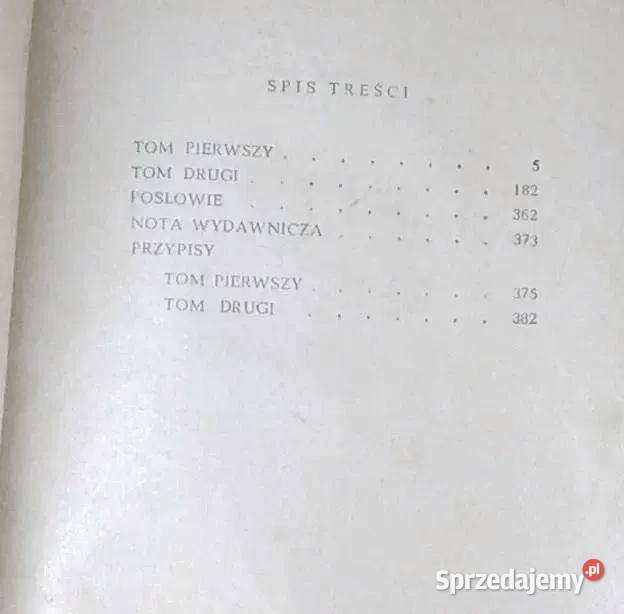 SPIS TREŚCI
TOM PIERWSZY . . . . . . . . 5
TOM DRUGI . . . . . . . . . 182
POSŁOWIE . . . . . . . . . 362
NOTA WYDAWNICZA . . . . . . 373
PRZYPISY
TOM PIERWSZY . . . . . . . 375
TOM DRUGI . . . . . . . 382
Sprzedajemy.pl